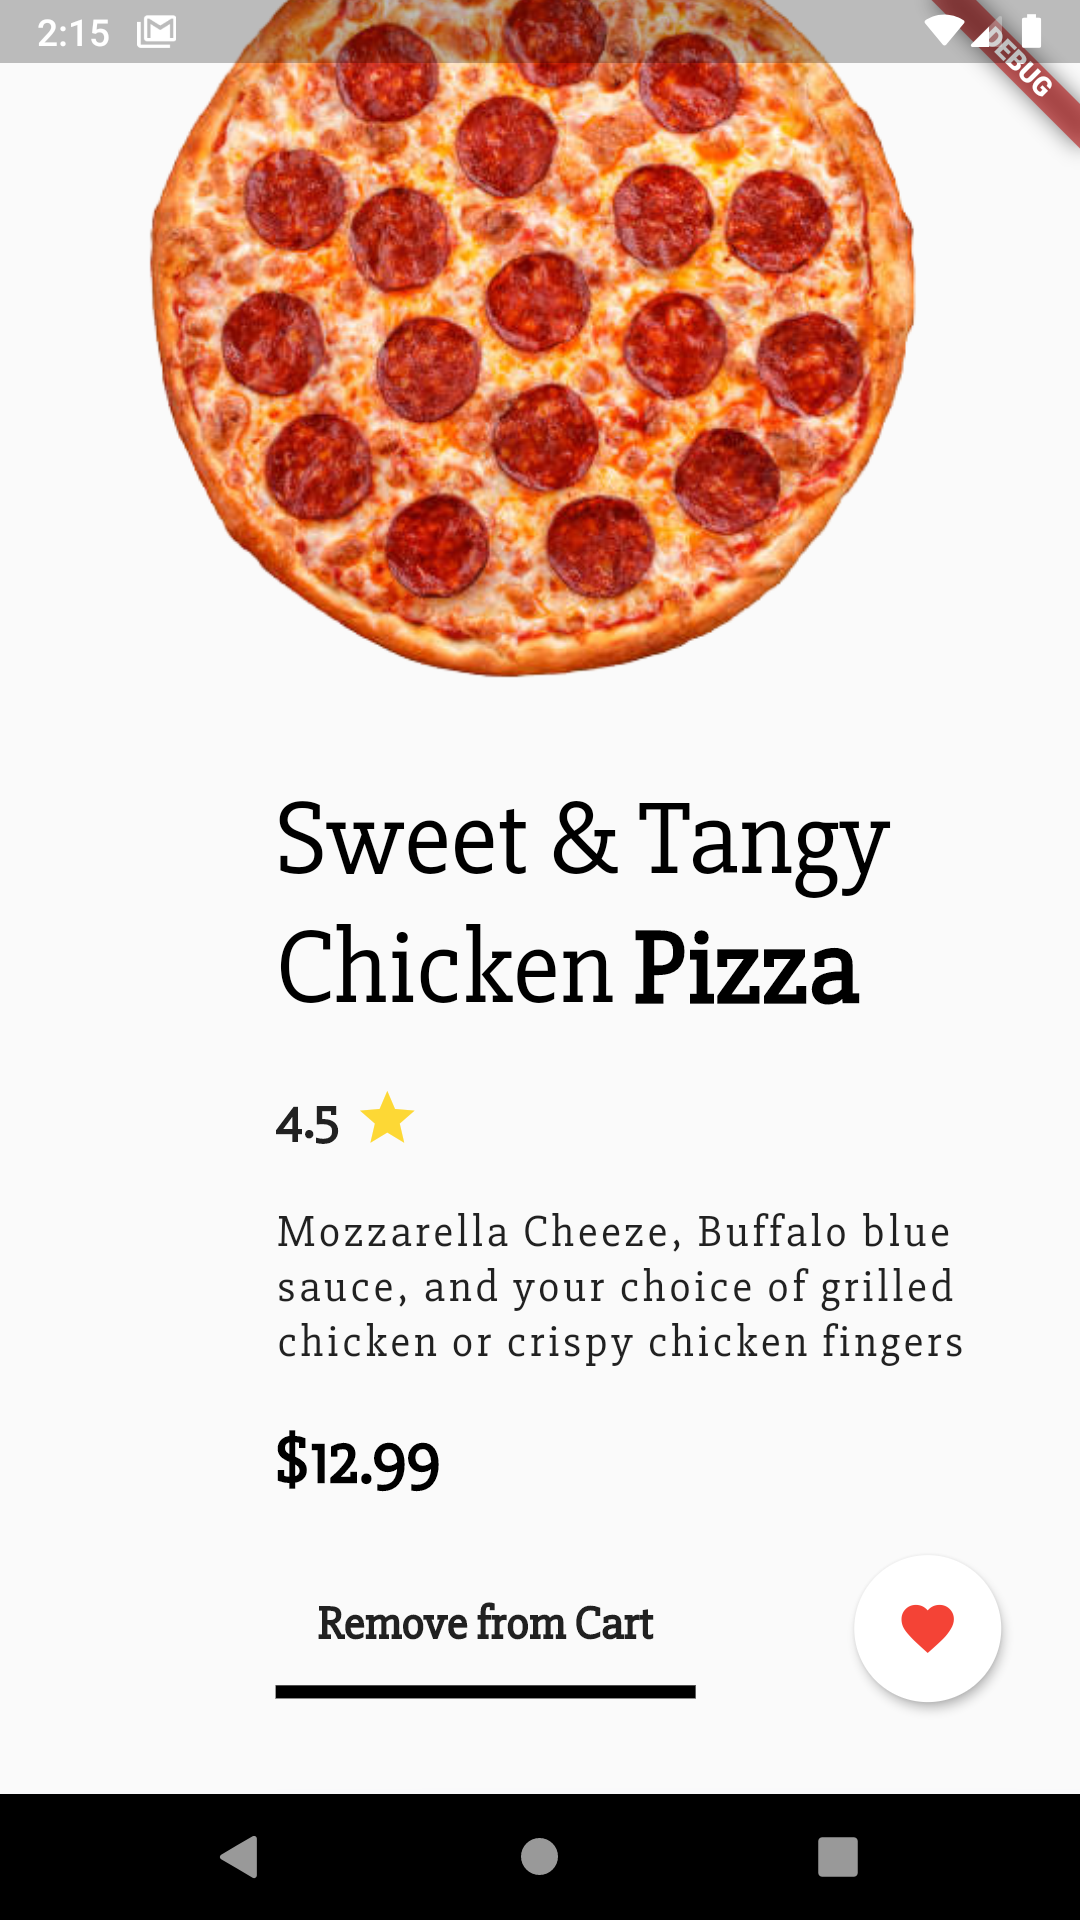 2:15
DEBUG
Sweet & Tangy
Chicken Pizza
4.5
Mozzarella Cheeze, Buffalo blue
sauce, and your choice of grilled
chicken or crispy chicken fingers
$12.99
Remove from Cart